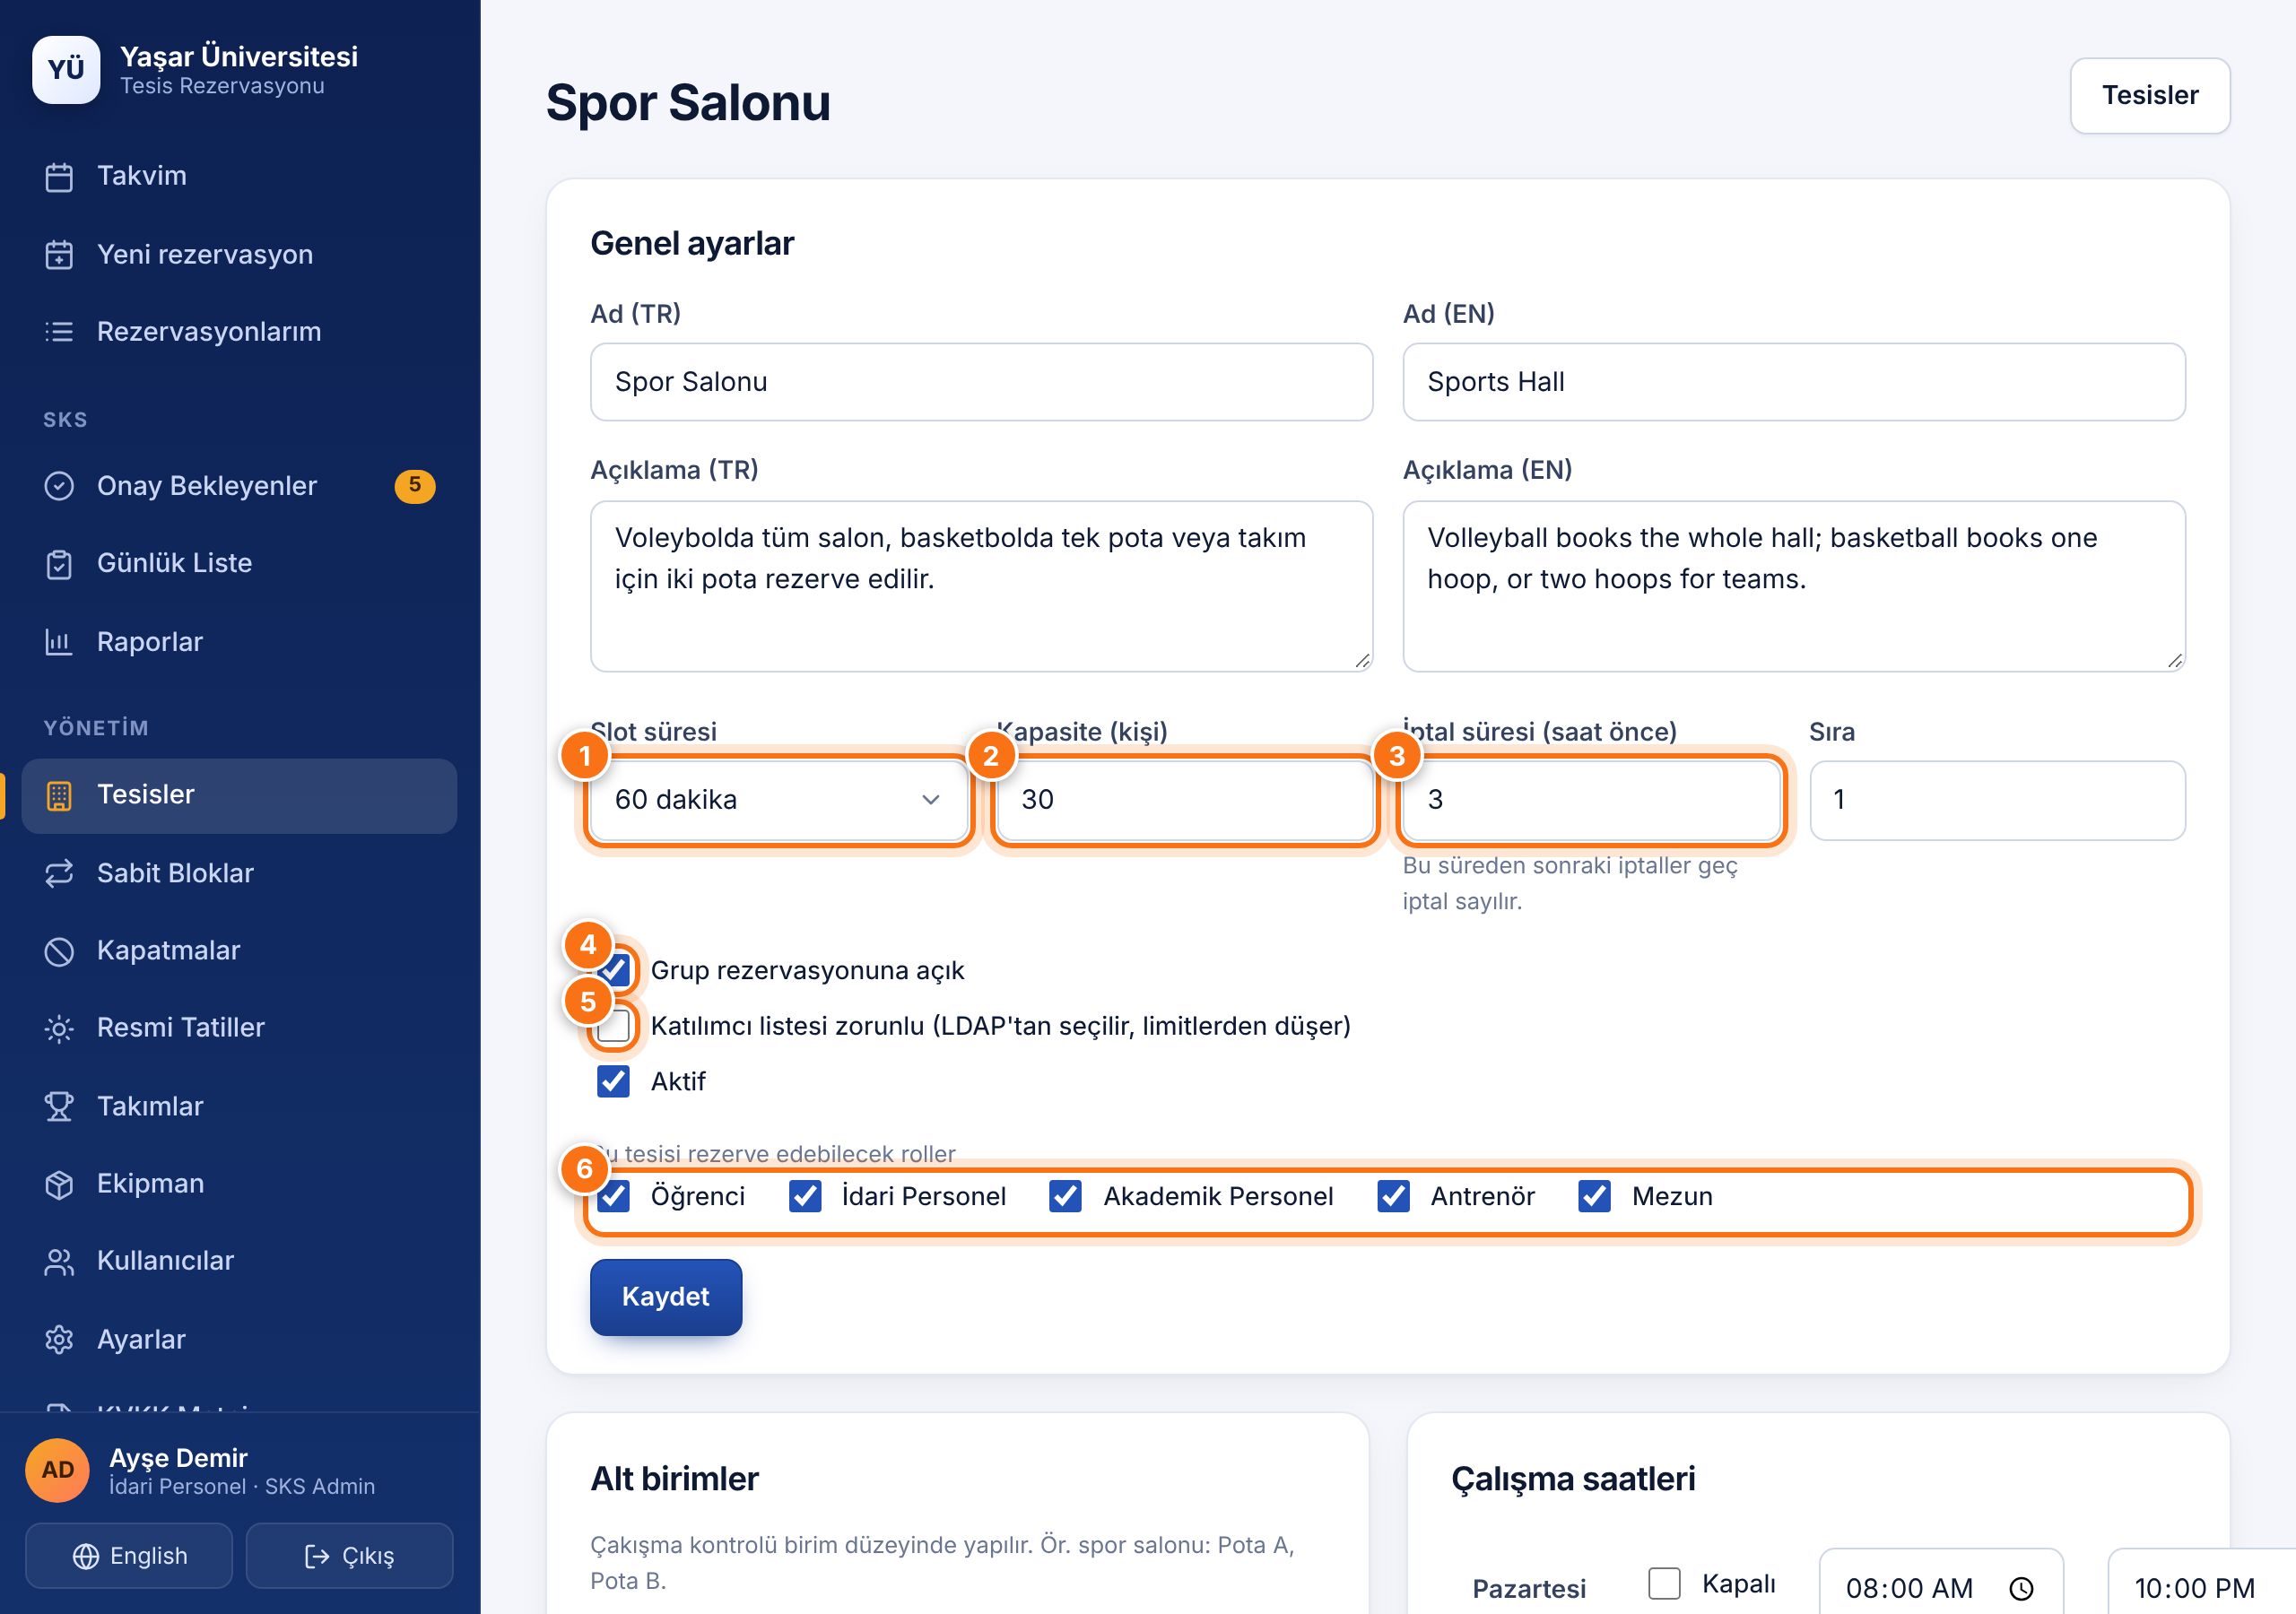 YÜ
Yaşar Üniversitesi
Tesis Rezervasyonu
Takvim
Yeni rezervasyon
Rezervasyonlarım
SKS
Onay Bekleyenler 5
Günlük Liste
Raporlar
YÖNETİM
Tesisler
Sabit Bloklar
Kapatmalar
Resmi Tatiller
Takımlar
Ekipman
Kullanıcılar
Ayarlar
AD
Ayşe Demir
İdari Personel · SKS Admin
English
Çıkış
Spor Salonu
Tesisler
Genel ayarlar
Ad (TR)
Ad (EN)
Spor Salonu
Sports Hall
Açıklama (TR)
Açıklama (EN)
Voleybolda tüm salon, basketbolda tek pota veya takım
için iki pota rezerve edilir.
Volleyball books the whole hall; basketball books one
hoop, or two hoops for teams.
Slot süresi
Kapasite (kişi)
İptal süresi (saat önce)
Sıra
1
60 dakika
2
30
3
3
1
Bu süreden sonraki iptaller geç
iptal sayılır.
4
Grup rezervasyonuna açık
5
Katılımcı listesi zorunlu (LDAP'tan seçilir, limitlerden düşer)
Aktif
tesisi rezerve edebilecek roller
6
Öğrenci
İdari Personel
Akademik Personel
Antrenör
Mezun
Kaydet
Alt birimler
Çakışma kontrolü birim düzeyinde yapılır. Ör. spor salonu: Pota A,
Pota B.
Çalışma saatleri
Pazartesi
Kapalı
08:00 AM
10:00 PM